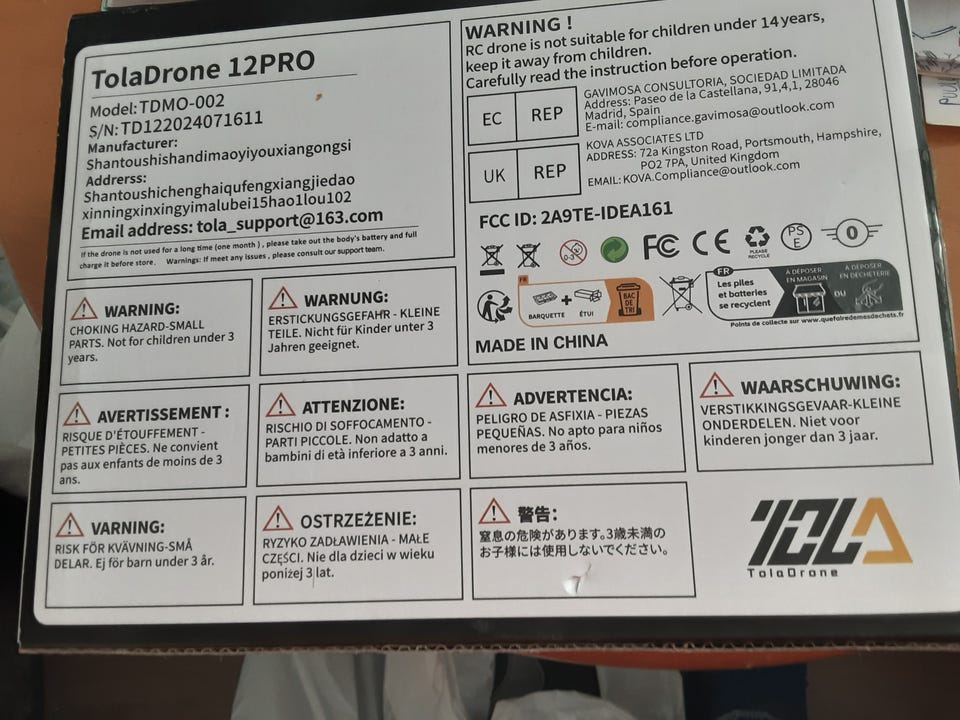 TolaDrone 12PRO
Model: TDMO-002
S/N: TD122024071611
Manufacturer:
Shantoushishandimaoyiyouxiangongsi
Addrerss:
Shantoushichenghaiqufengxiangjiedao
xinningxinxingyimalubei15hao1lou102
Email address: tola_support@163.com
If the drone is not used for a long time (one month) , please take out the body's battery and full
charge it before store. Warnings: If meet any issues , please consult our support team.
WARNING !
RC drone is not suitable for children under 14years,
keep it away from children.
Carefully read the instruction before operation.
EC REP
GAVIMOSA CONSULTORIA, SOCIEDAD LIMITADA
Address: Paseo de la Castellana, 91,4,1, 28046
Madrid, Spain
E-mail: compliance.gavimosa@outlook.com
UK REP
KOVA ASSOCIATES LTD
ADDRESS: 72a Kingston Road, Portsmouth, Hampshire,
PO2 7PA, United Kingdom
EMAIL: KOVA.Compliance@outlook.com
FCC ID: 2A9TE-IDEA161
0-3
FC CE
PLEASE
RECYCLE
PS
E
0
FR
BARQUETTE + ÉTUI
BAC
DE
TRI
FR
Les piles
et batteries
se recyclent
À DÉPOSER
EN MAGASIN
OU
À DÉPOSER
EN DÉCHÈTERIE
Points de collecte sur www.quefairedemesdechets.fr
MADE IN CHINA
WARNING:
CHOKING HAZARD-SMALL
PARTS. Not for children under 3
years.
WARNUNG:
ERSTICKUNGSGEFAHR - KLEINE
TEILE. Nicht für Kinder unter 3
Jahren geeignet.
AVERTISSEMENT :
RISQUE D'ÉTOUFFEMENT -
PETITES PIÈCES. Ne convient
pas aux enfants de moins de 3
ans.
ATTENZIONE:
RISCHIO DI SOFFOCAMENTO -
PARTI PICCOLE. Non adatto a
bambini di età inferiore a 3 anni.
ADVERTENCIA:
PELIGRO DE ASFIXIA - PIEZAS
PEQUEÑAS. No apto para niños
menores de 3 años.
WAARSCHUWING:
VERSTIKKINGSGEVAAR-KLEINE
ONDERDELEN. Niet voor
kinderen jonger dan 3 jaar.
VARNING:
RISK FÖR KVÄVNING-SMÅ
DELAR. Ej för barn under 3 år.
OSTRZEŻENIE:
RYZYKO ZADŁAWIENIA - MAŁE
CZĘŚCI. Nie dla dzieci w wieku
poniżej 3 lat.
警告:
窒息の危険があります。3歳未満の
お子様には使用しないでください。
TOLA
TolaDrone